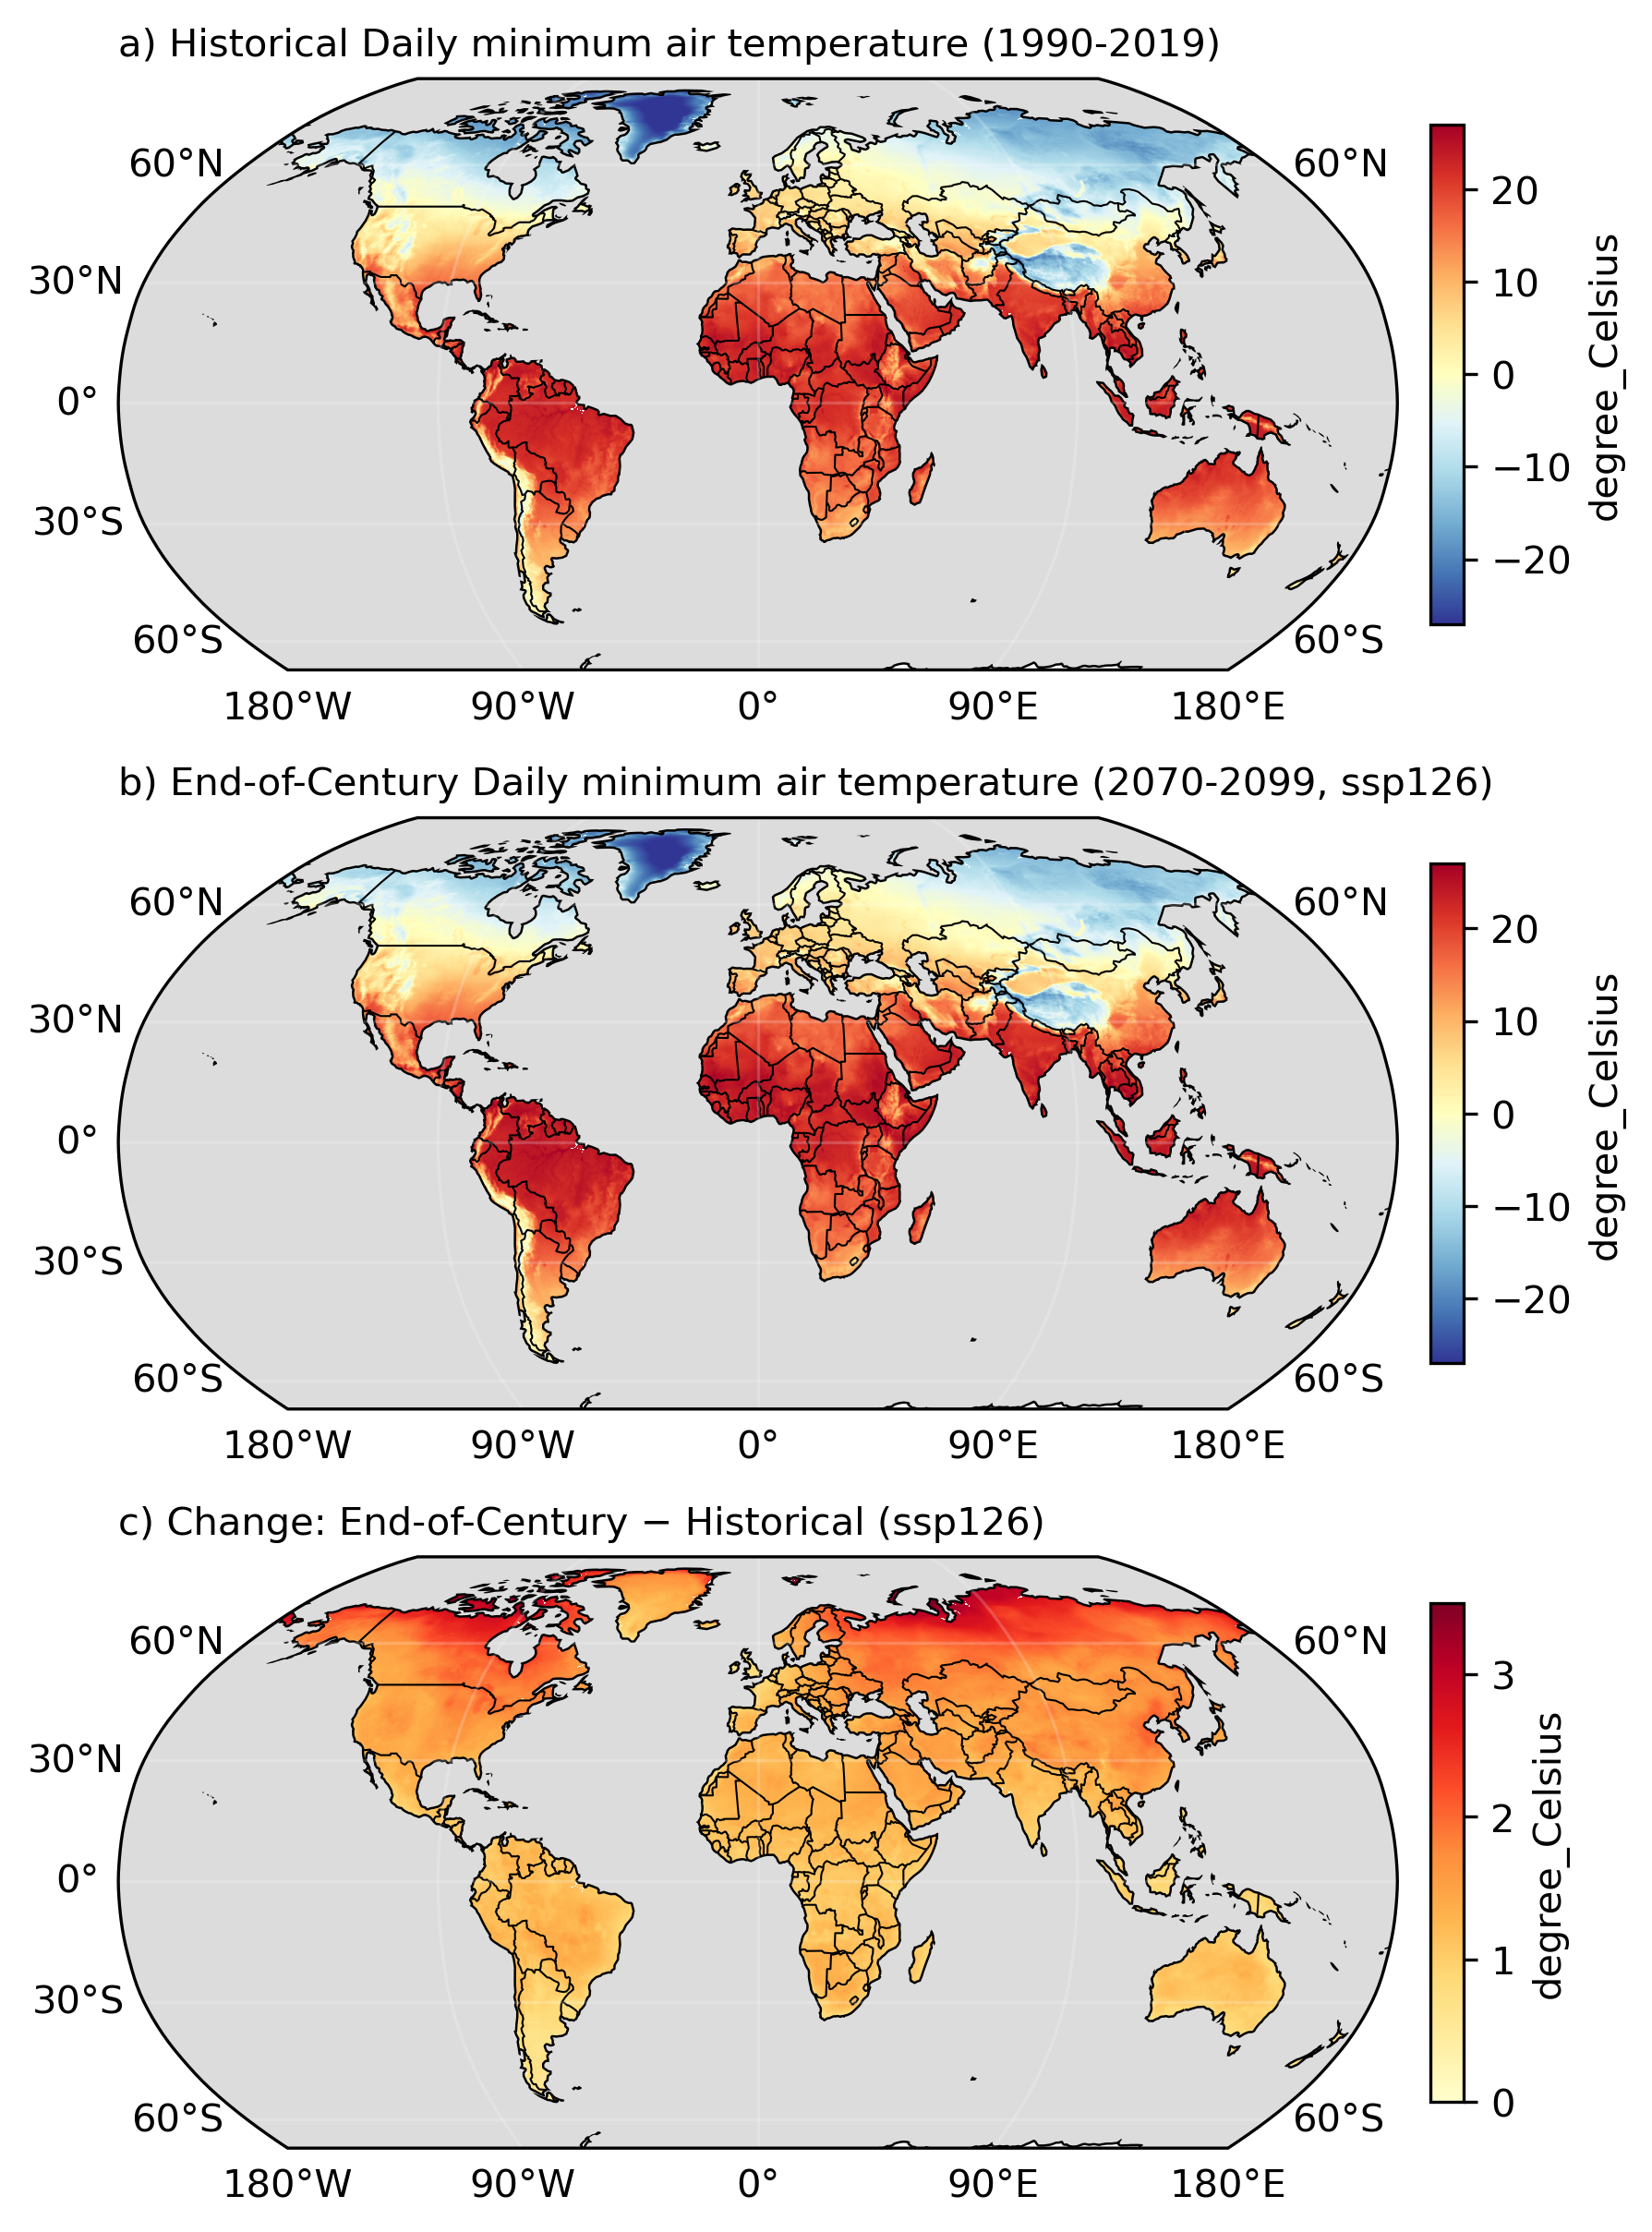 a) Historical Daily minimum air temperature (1990-2019)
60°N
60°N
30°N
0°
30°S
60°S
60°S
180°W
90°W
0°
90°E
180°E
20
10
0
−10
−20
degree_Celsius
b) End-of-Century Daily minimum air temperature (2070-2099, ssp126)
60°N
60°N
30°N
0°
30°S
60°S
60°S
180°W
90°W
0°
90°E
180°E
20
10
0
−10
−20
degree_Celsius
c) Change: End-of-Century − Historical (ssp126)
60°N
60°N
30°N
0°
30°S
60°S
60°S
180°W
90°W
0°
90°E
180°E
3
2
1
0
degree_Celsius